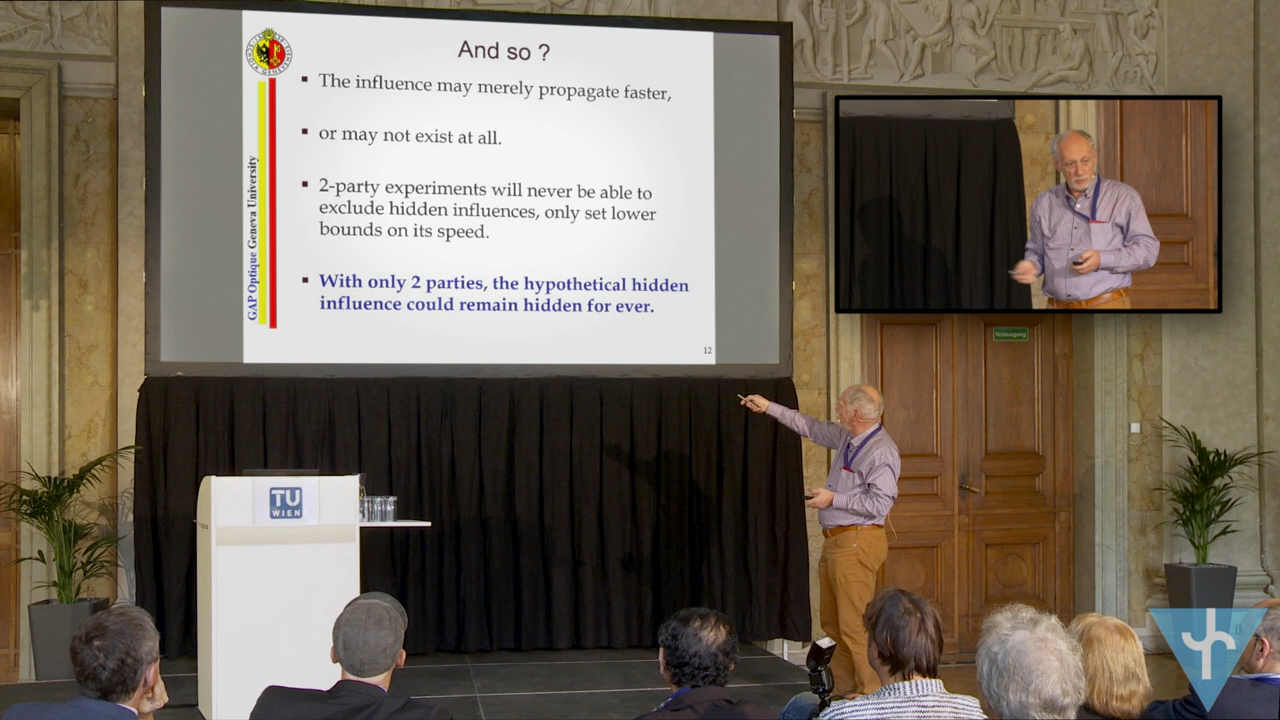 And so ?
▪ The influence may merely propagate faster,
▪ or may not exist at all.
▪ 2-party experiments will never be able to
exclude hidden influences, only set lower
bounds on its speed.
▪ With only 2 parties, the hypothetical hidden
influence could remain hidden for ever.
12
GAP Optique Geneva University
Notausgang
TU
WIEN